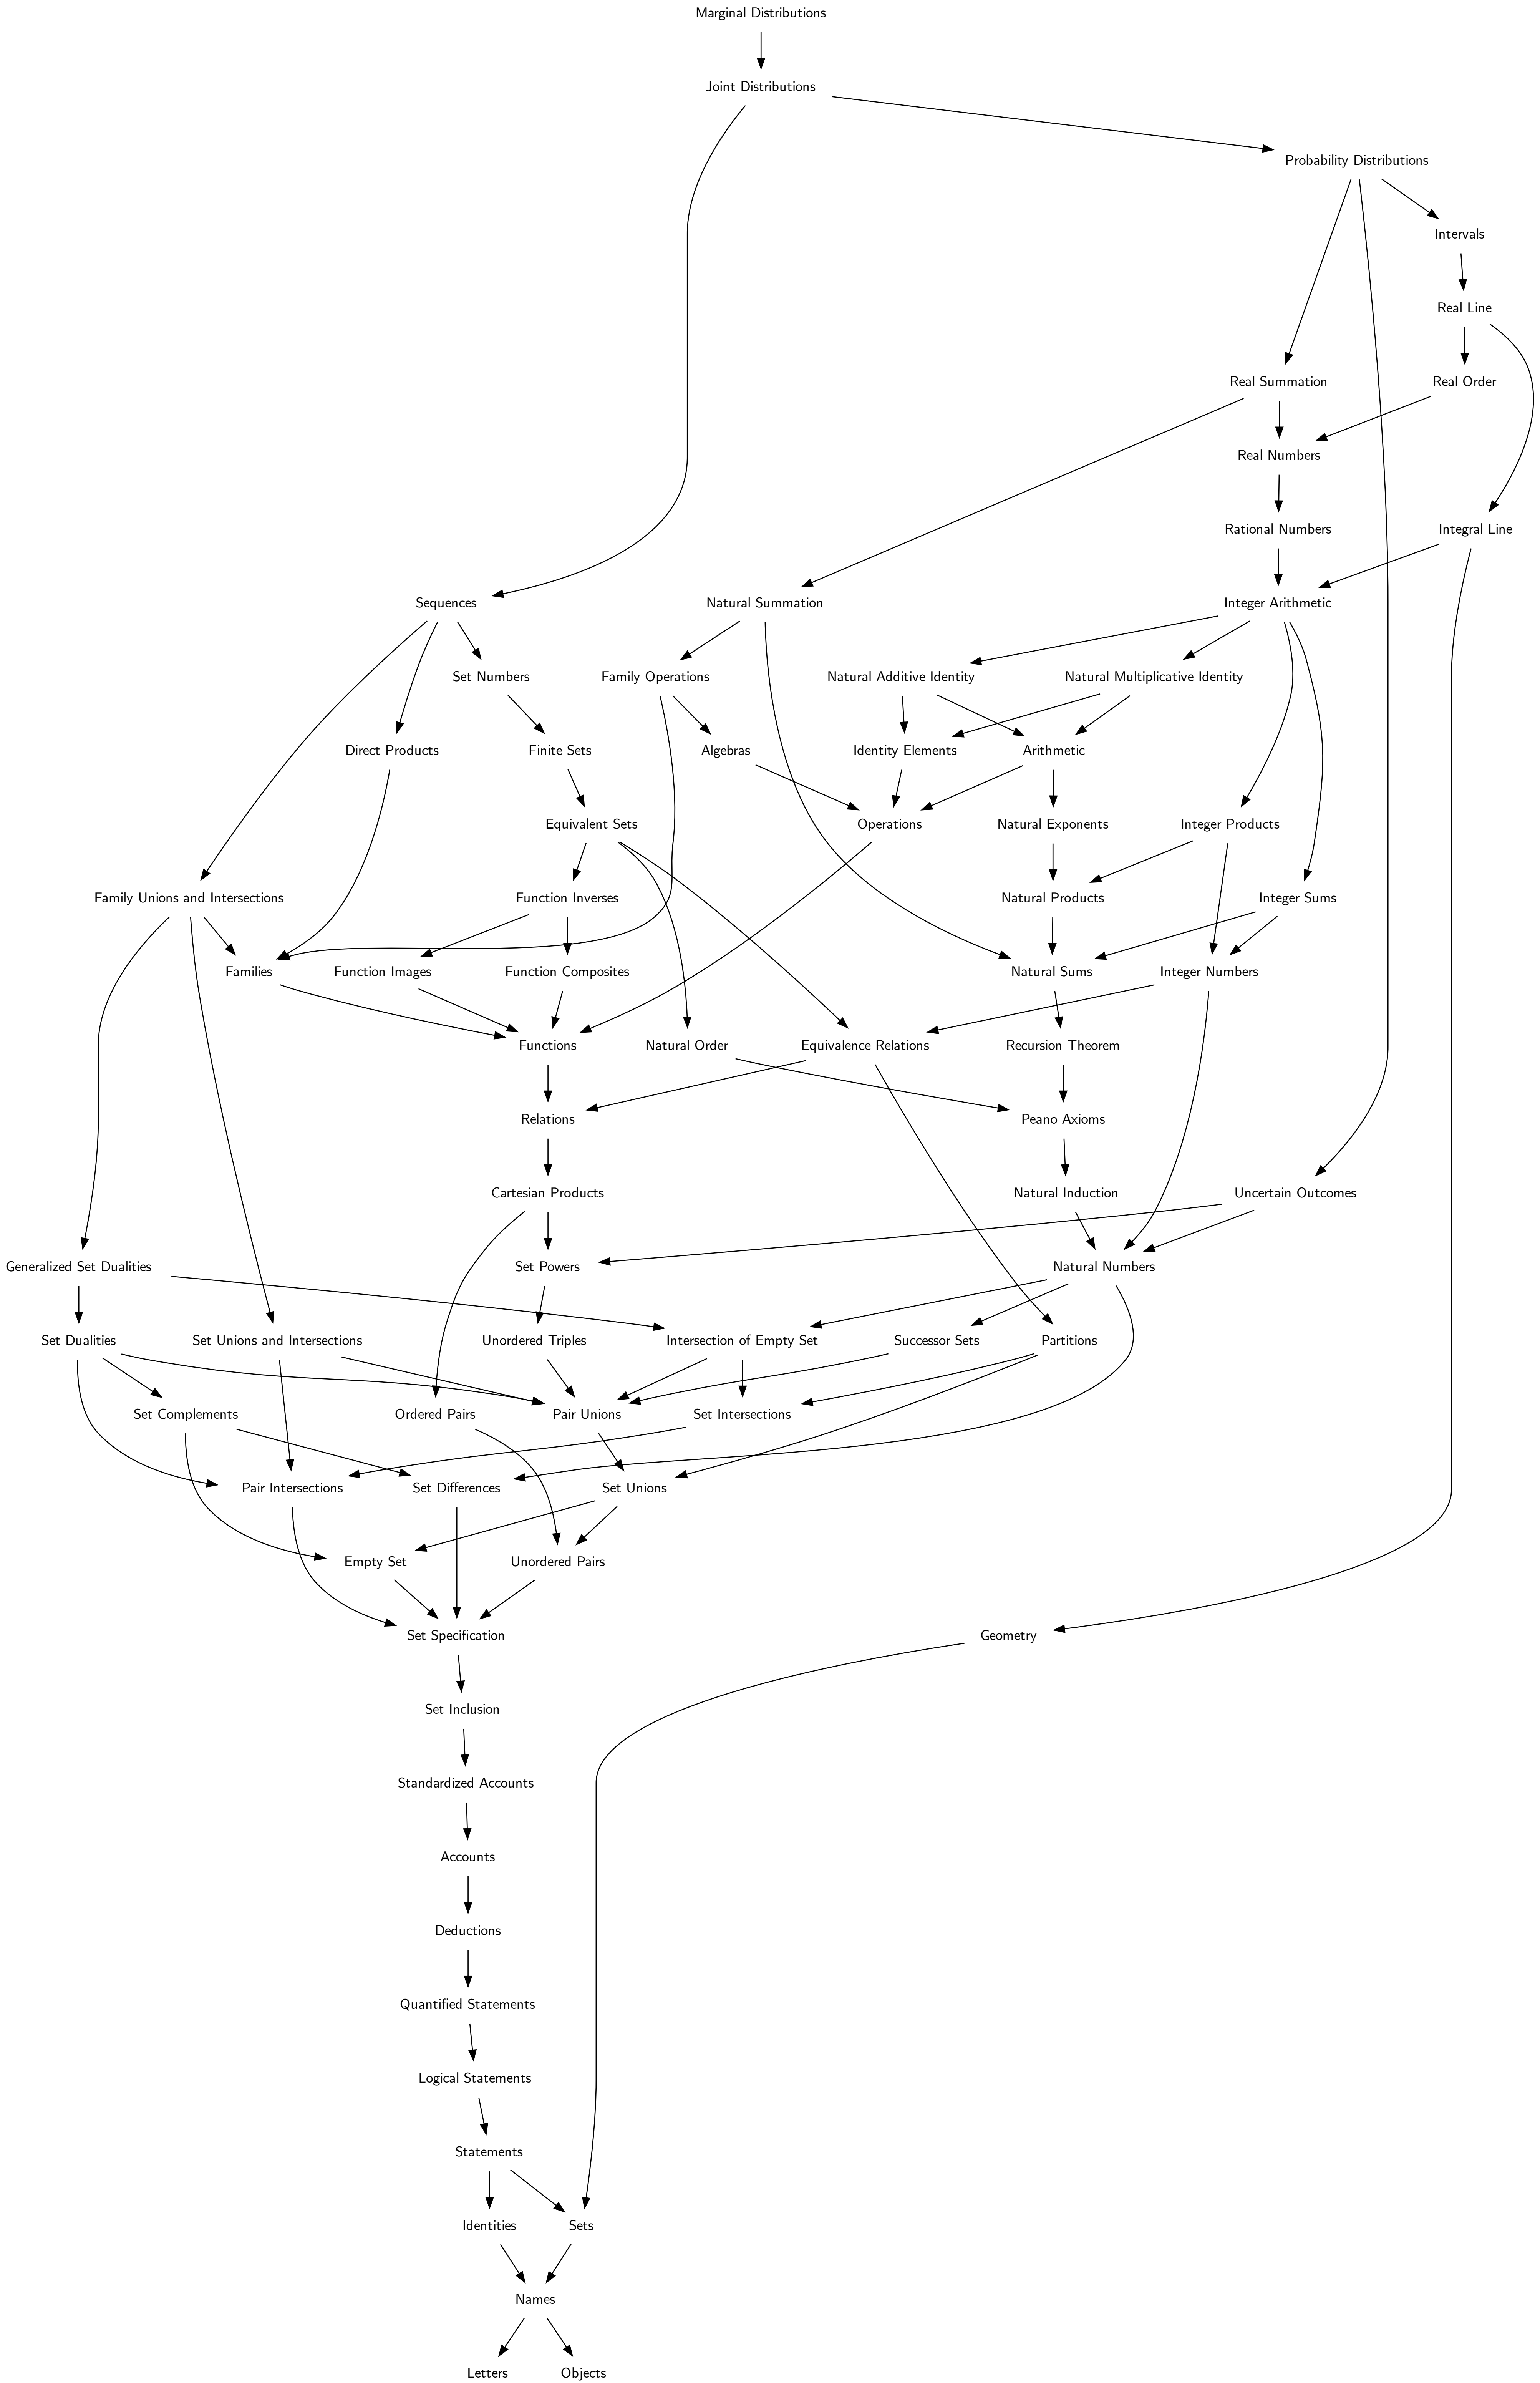 Marginal Distributions
Joint Distributions
Probability Distributions
Intervals
Real Line
Real Summation
Real Order
Real Numbers
Rational Numbers
Integral Line
Sequences
Natural Summation
Integer Arithmetic
Set Numbers
Family Operations
Natural Additive Identity
Natural Multiplicative Identity
Direct Products
Finite Sets
Algebras
Identity Elements
Arithmetic
Equivalent Sets
Operations
Natural Exponents
Integer Products
Family Unions and Intersections
Function Inverses
Natural Products
Integer Sums
Families
Function Images
Function Composites
Natural Sums
Integer Numbers
Functions
Natural Order
Equivalence Relations
Recursion Theorem
Relations
Peano Axioms
Cartesian Products
Natural Induction
Uncertain Outcomes
Generalized Set Dualities
Set Powers
Natural Numbers
Set Dualities
Set Unions and Intersections
Unordered Triples
Intersection of Empty Set
Successor Sets
Partitions
Set Complements
Ordered Pairs
Pair Unions
Set Intersections
Pair Intersections
Set Differences
Set Unions
Empty Set
Unordered Pairs
Set Specification
Geometry
Set Inclusion
Standardized Accounts
Accounts
Deductions
Quantified Statements
Logical Statements
Statements
Identities
Sets
Names
Letters
Objects